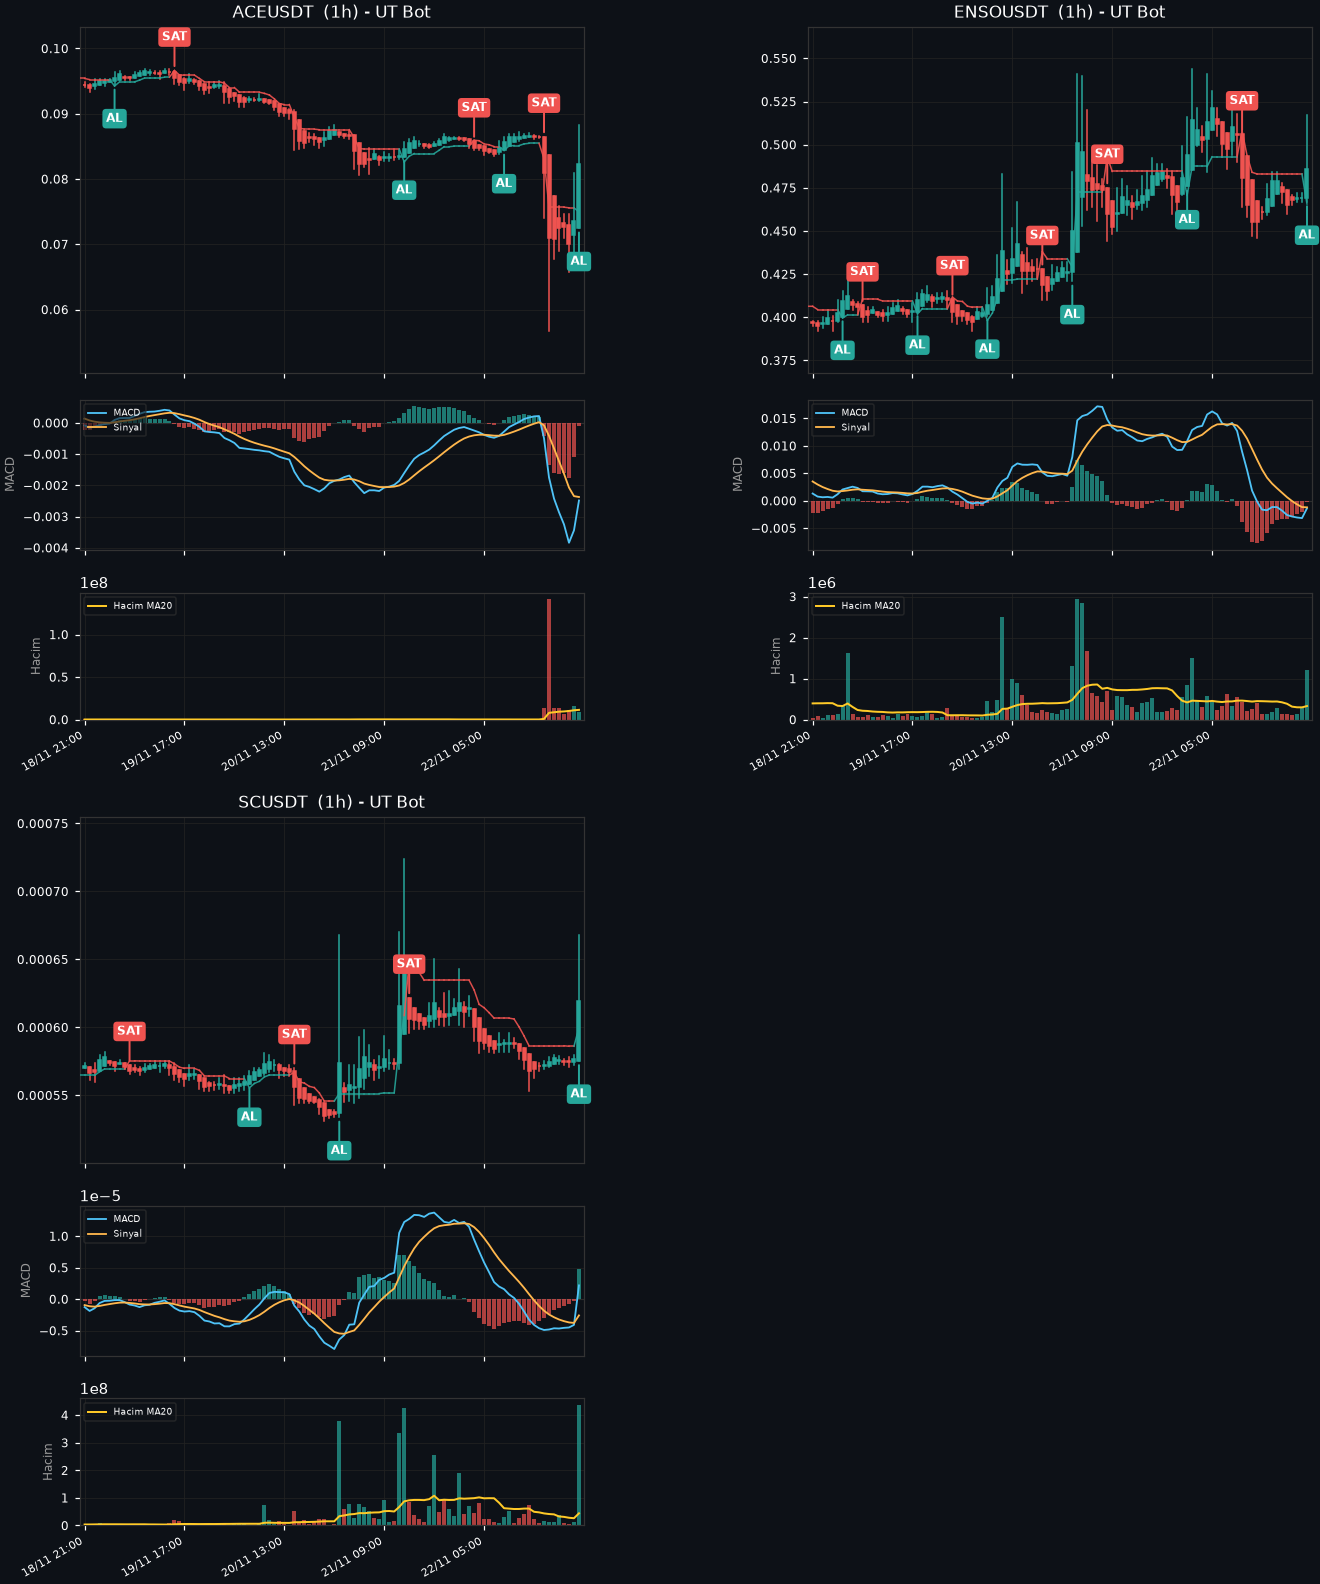 ACEUSDT (1h) - UT Bot
0.10
0.09
0.08
0.07
0.06
SAT
AL
AL
SAT
AL
SAT
AL
MACD
0.000
−0.001
−0.002
−0.003
−0.004
MACD
Sinyal
1e8
Hacim
1.0
0.5
0.0
Hacim MA20
18/11 21:00
19/11 17:00
20/11 13:00
21/11 09:00
22/11 05:00
ENSOUSDT (1h) - UT Bot
0.550
0.525
0.500
0.475
0.450
0.425
0.400
0.375
AL
SAT
AL
SAT
AL
SAT
AL
SAT
AL
SAT
AL
MACD
0.015
0.010
0.005
0.000
−0.005
MACD
Sinyal
1e6
Hacim
3
2
1
0
Hacim MA20
18/11 21:00
19/11 17:00
20/11 13:00
21/11 09:00
22/11 05:00
SCUSDT (1h) - UT Bot
0.00075
0.00070
0.00065
0.00060
0.00055
SAT
AL
SAT
AL
SAT
AL
1e−5
MACD
1.0
0.5
0.0
−0.5
MACD
Sinyal
1e8
Hacim
4
3
2
1
0
Hacim MA20
18/11 21:00
19/11 17:00
20/11 13:00
21/11 09:00
22/11 05:00